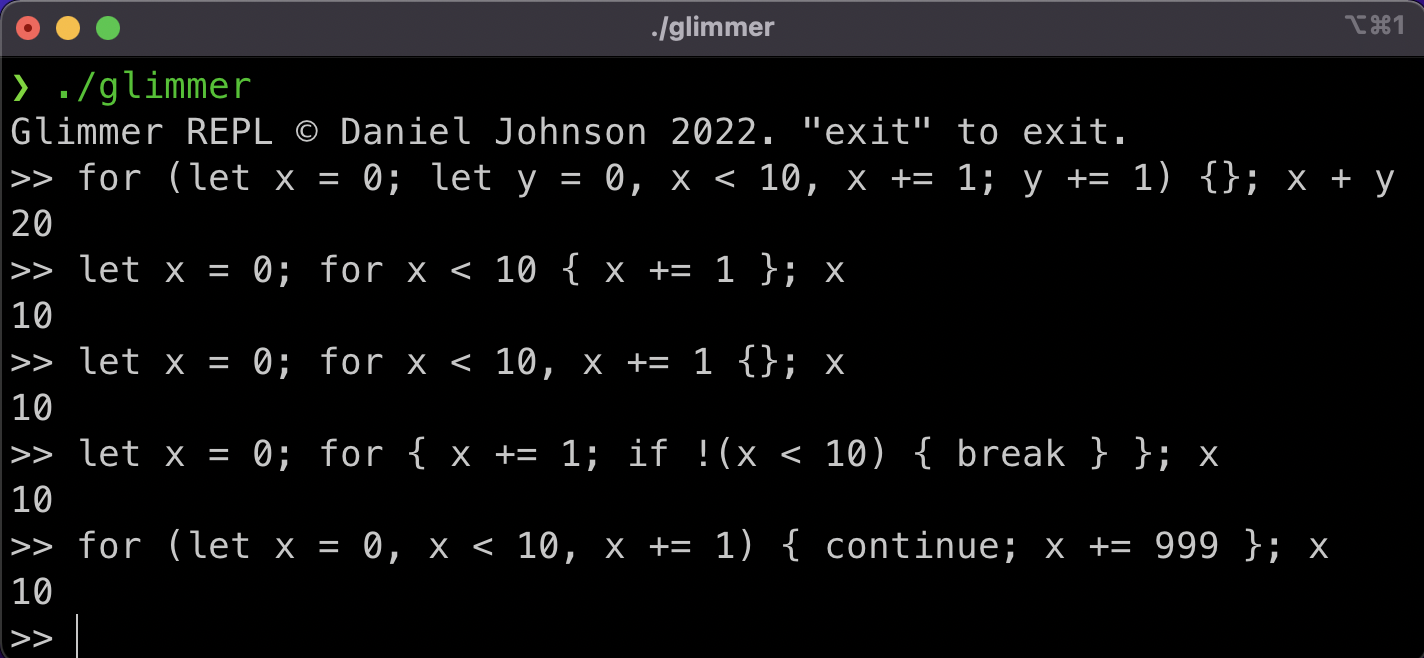 ./glimmer
⌥⌘1
❯ ./glimmer
Glimmer REPL © Daniel Johnson 2022. "exit" to exit.
>> for (let x = 0; let y = 0, x < 10, x += 1; y += 1) {}; x + y
20
>> let x = 0; for x < 10 { x += 1 }; x
10
>> let x = 0; for x < 10, x += 1 {}; x
10
>> let x = 0; for { x += 1; if !(x < 10) { break } }; x
10
>> for (let x = 0, x < 10, x += 1) { continue; x += 999 }; x
10
>>